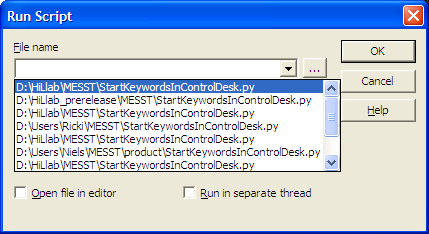 Run Script
File name
...
OK
Cancel
Help
D:\HiLlab\MESST\StartKeywordsInControlDesk.py
D:\HiLlab_prerelease\MESST\StartKeywordsInControlDesk.py
D:\HiLlab\MESST\StartKeywordsInControlDesk.py
D:\Users\Ricki\MESST\StartKeywordsInControlDesk.py
D:\HiLlab\MESST\StartKeywordsInControlDesk.py
D:\Users\Niels\MESST\product\StartKeywordsInControlDesk.py
D:\HiLlab\MESST\StartKeywordsInControlDesk.py
Open file in editor
Run in separate thread